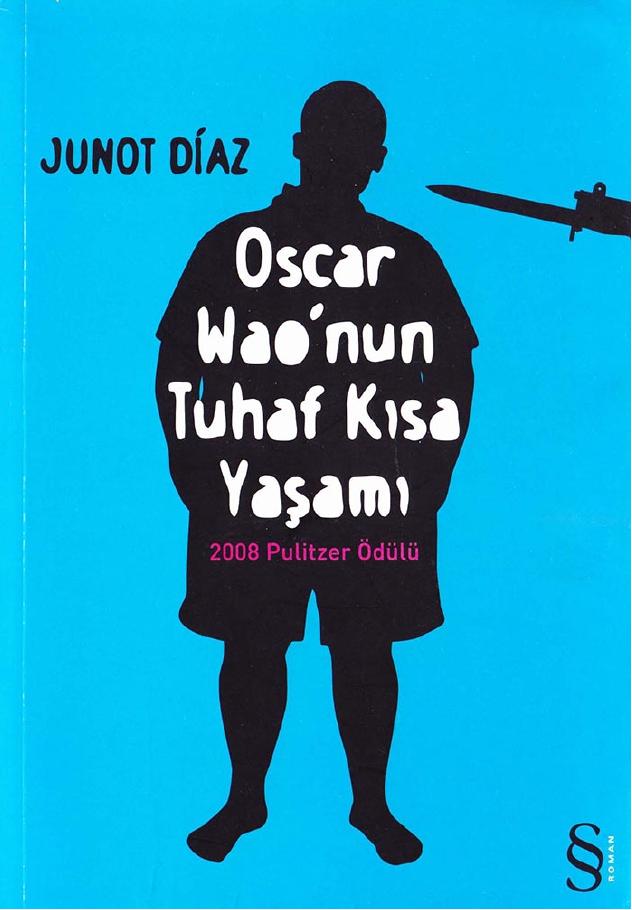 JUNOT DÍAZ
Oscar
Wao'nun
Tuhaf Kısa
Yaşamı
2008 Pulitzer Ödülü
ROMAN